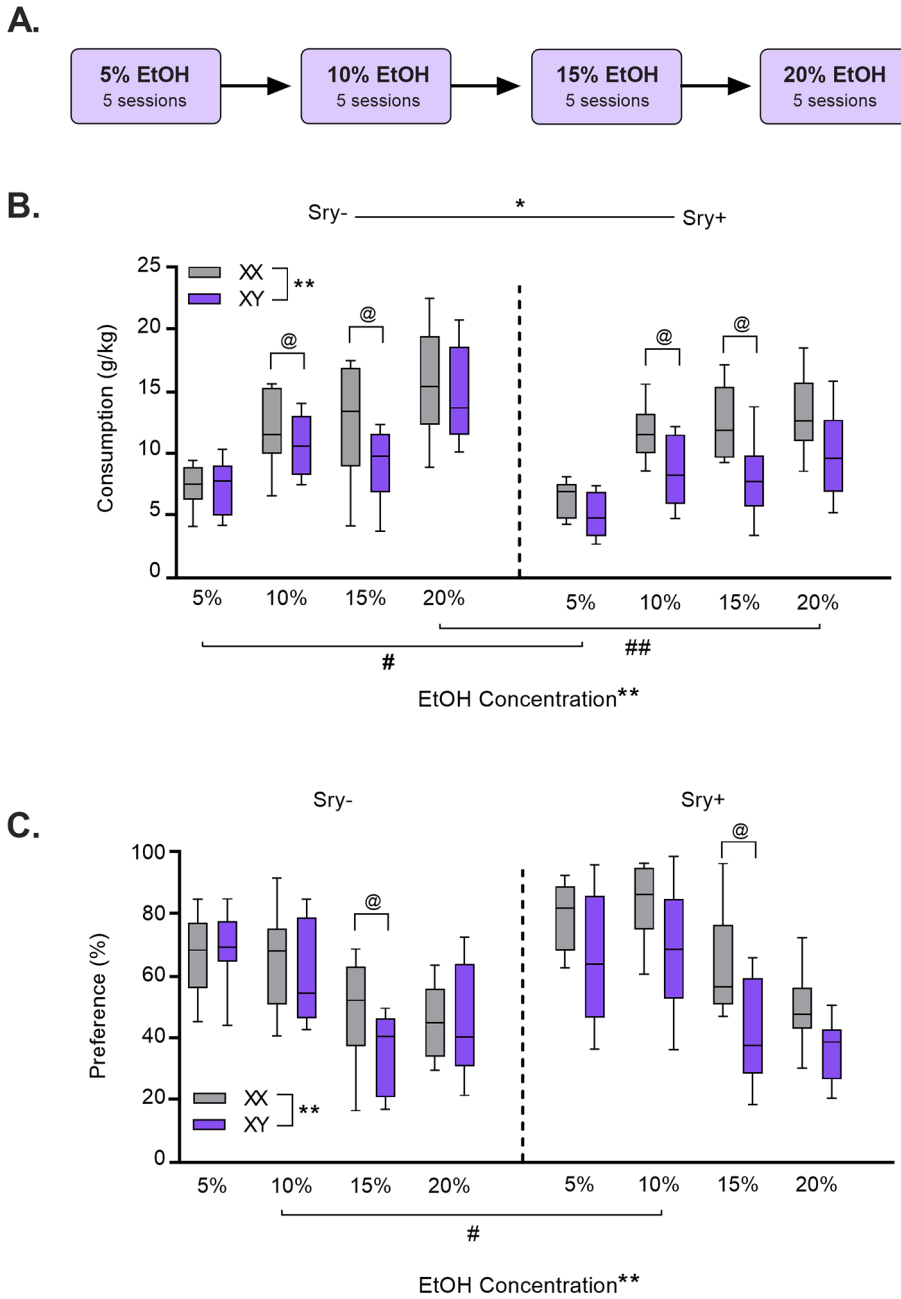 A.
5% EtOH
5 sessions
10% EtOH
5 sessions
15% EtOH
5 sessions
20% EtOH
5 sessions
B.
Sry- * Sry+
25
20
15
10
5
0
Consumption (g/kg)
XX
XY
**
@
@
@
@
5% 10% 15% 20% 5% 10% 15% 20%
#
##
EtOH Concentration**
C.
Sry- Sry+
100
80
60
40
20
0
Preference (%)
@
@
XX
XY
**
5% 10% 15% 20% 5% 10% 15% 20%
#
EtOH Concentration**